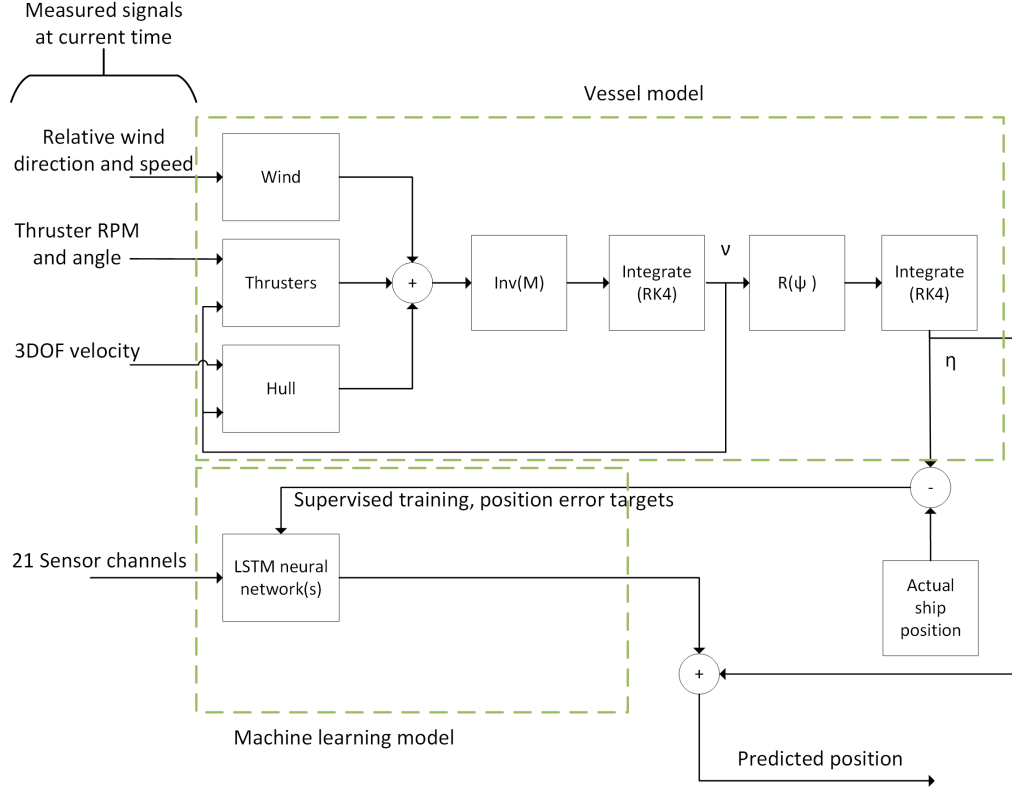 Measured signals
at current time
Vessel model
Relative wind
direction and speed
Wind
Thruster RPM
and angle
Thrusters
+
Inv(M)
Integrate
(RK4)
ν
R(ψ )
Integrate
(RK4)
3DOF velocity
Hull
η
-
Supervised training, position error targets
21 Sensor channels
LSTM neural
network(s)
Actual
ship
position
+
Machine learning model
Predicted position